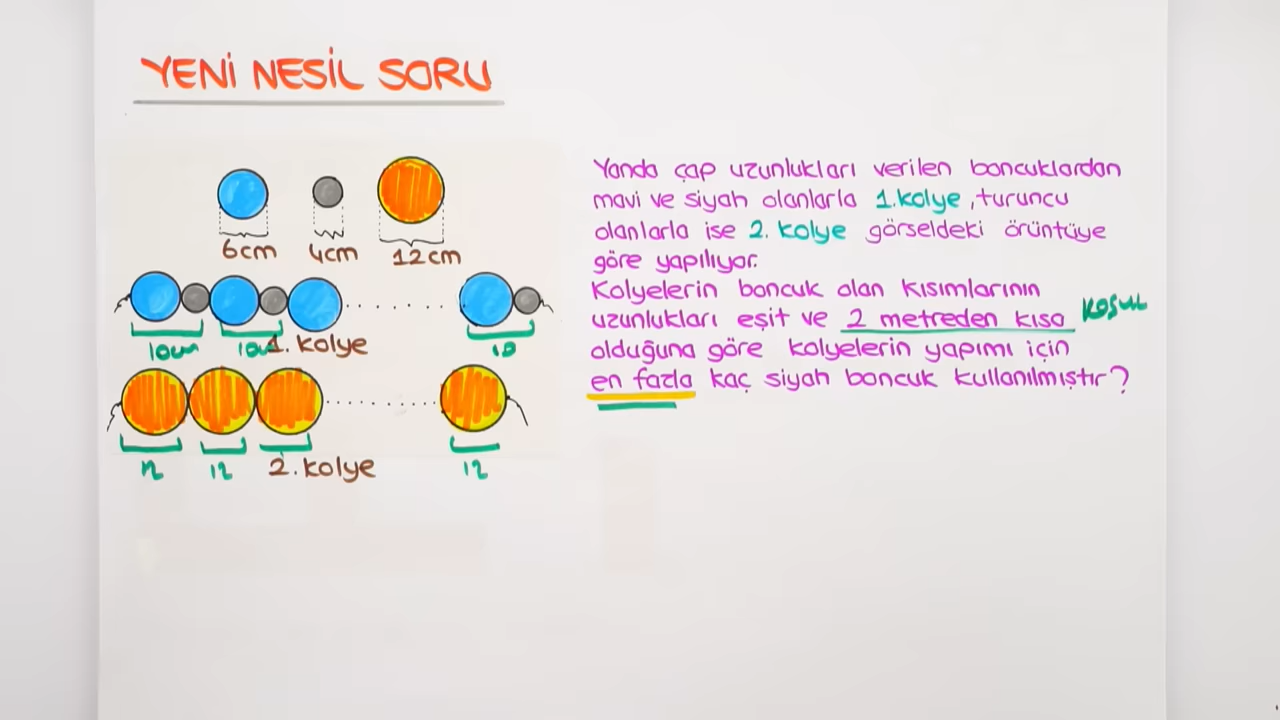 YENİ NESİL SORU
6cm 4cm 12cm
10cm 10cm 10
1. kolye
12 12 12
2. kolye
Yanda çap uzunlukları verilen boncuklardan
mavi ve siyah olanlarla 1.kolye, turuncu
olanlarla ise 2. kolye görseldeki örüntüye
göre yapılıyor.
Kolyelerin boncuk olan kısımlarının
uzunlukları eşit ve 2 metreden kısa koşul
olduğuna göre kolyelerin yapımı için
en fazla kaç siyah boncuk kullanılmıştır?